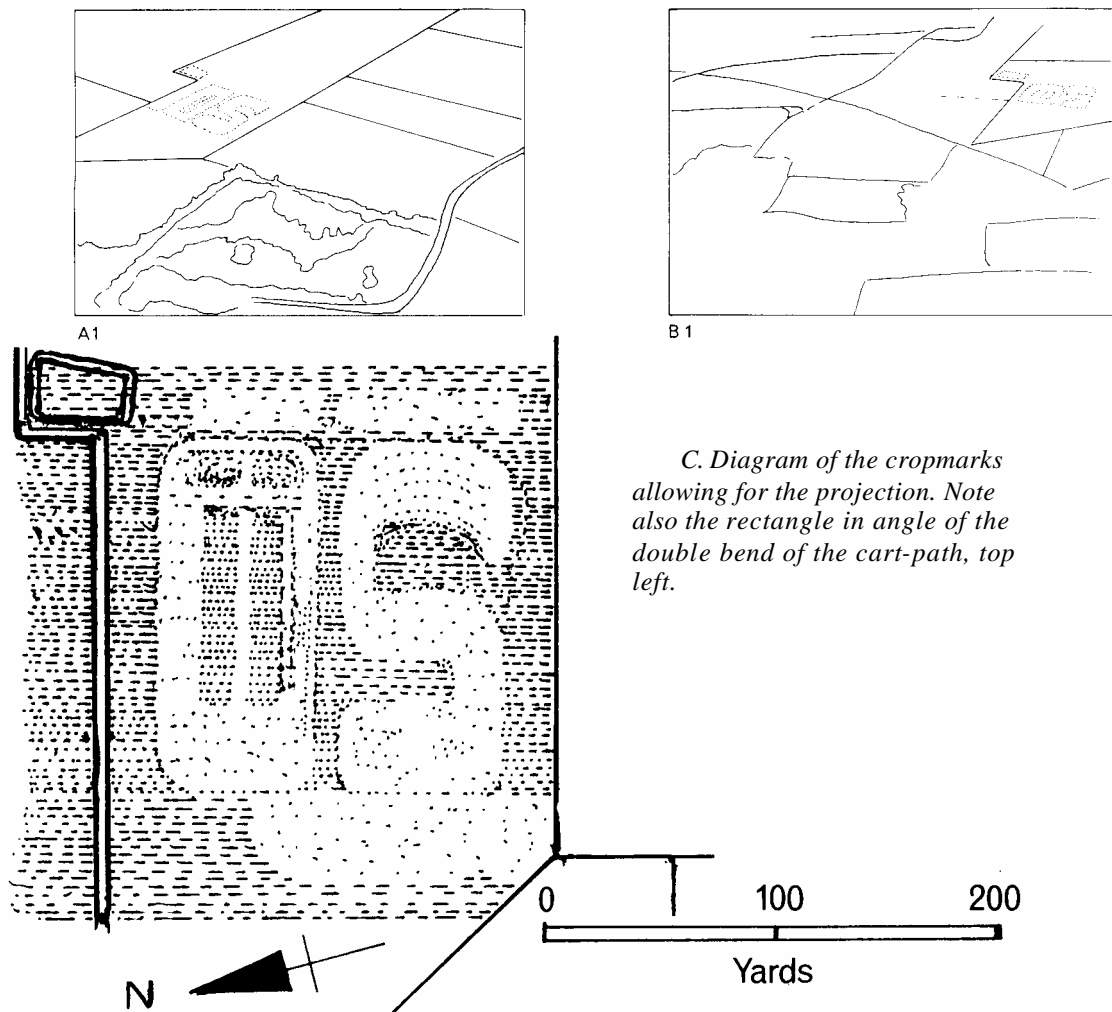 A1
B1
C. Diagram of the cropmarks
allowing for the projection. Note
also the rectangle in angle of the
double bend of the cart-path, top
left.
0 100 200
Yards
N